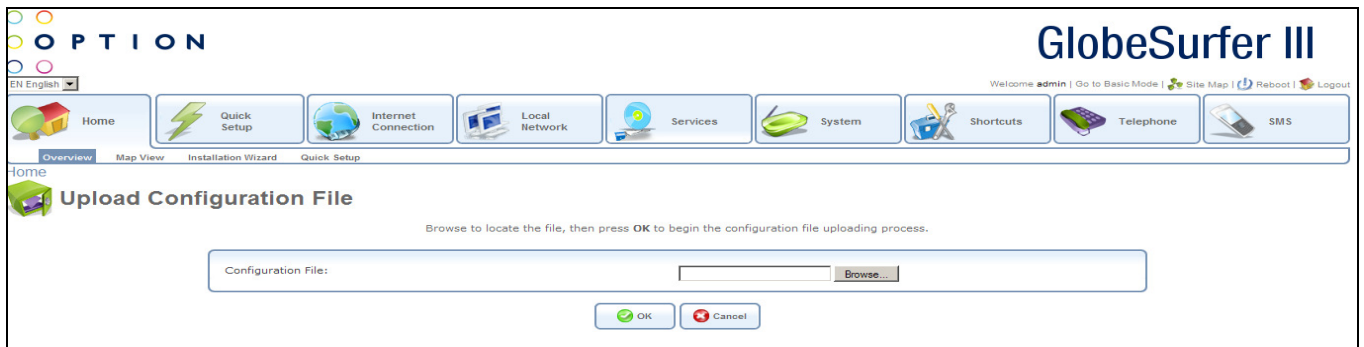 OPTION
GlobeSurfer III
EN English
Welcome admin | Go to Basic Mode | Site Map | Reboot | Logout
Home
Quick Setup
Internet Connection
Local Network
Services
System
Shortcuts
Telephone
SMS
Overview Map View Installation Wizard Quick Setup
Home
Upload Configuration File
Browse to locate the file, then press OK to begin the configuration file uploading process.
Configuration File: Browse...
OK Cancel